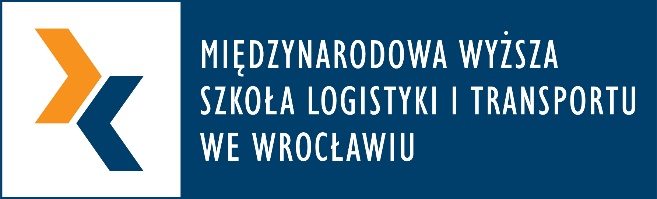 MIĘDZYNARODOWA WYŻSZA
SZKOŁA LOGISTYKI I TRANSPORTU
WE WROCŁAWIU